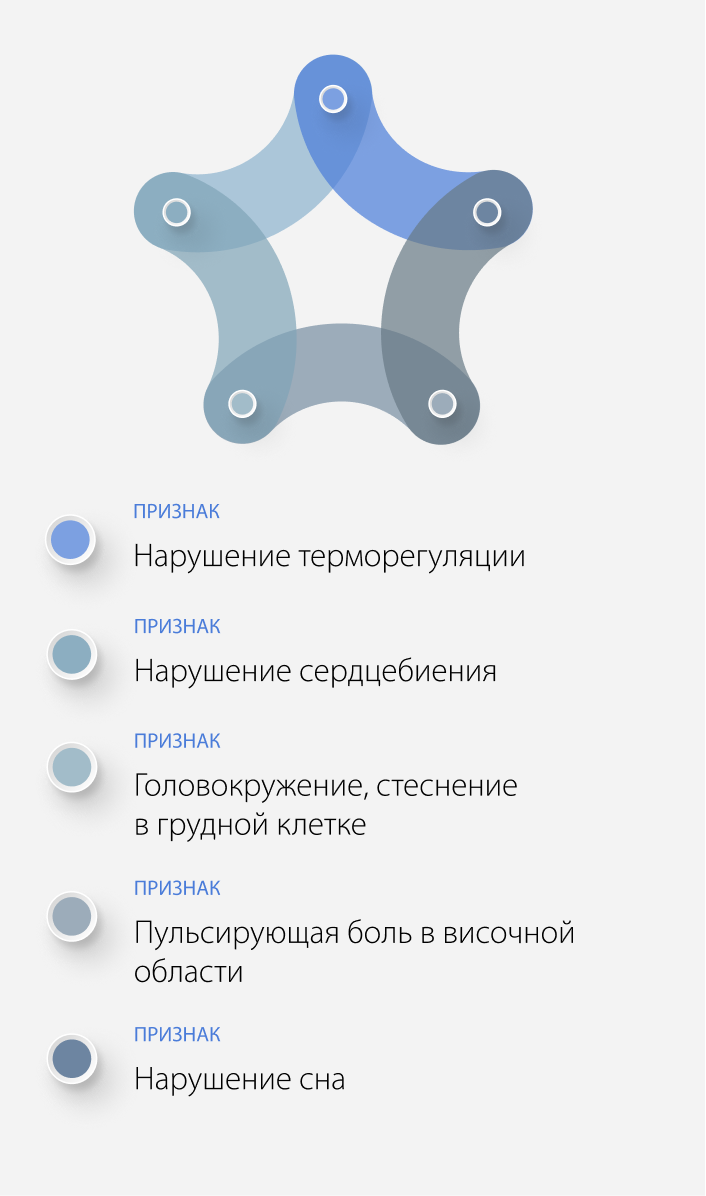 ПРИЗНАК
Нарушение терморегуляции
ПРИЗНАК
Нарушение сердцебиения
ПРИЗНАК
Головокружение, стеснение
в грудной клетке
ПРИЗНАК
Пульсирующая боль в височной
области
ПРИЗНАК
Нарушение сна